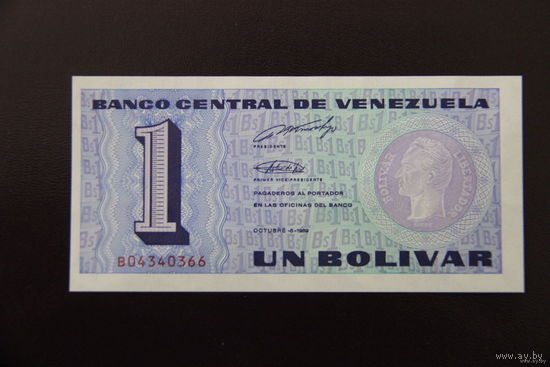 BANCO CENTRAL DE VENEZUELA
1
PRESIDENTE
PRIMER VICE-PRESIDENTE
PAGADEROS AL PORTADOR
EN LAS OFICINAS DEL BANCO
OCTUBRE -5-1989
BOLIVAR
B04340366
UN BOLIVAR
www.ay.by